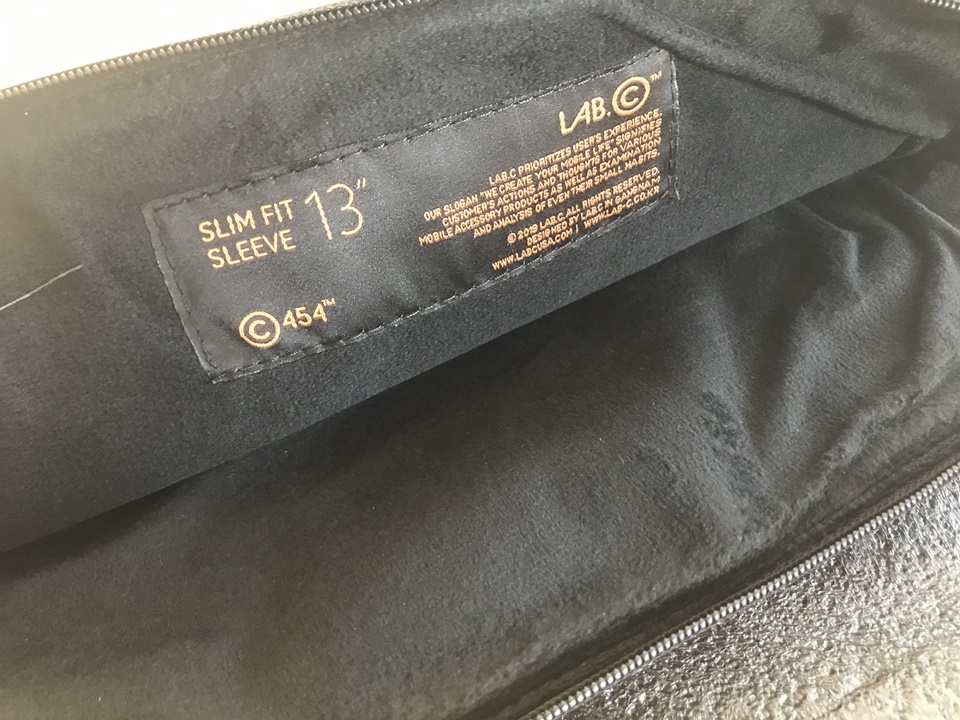 SLIM FIT
SLEEVE
13"
©454™
LAB.©™
LAB.C PRIORITIZES USER'S EXPERIENCE.
OUR SLOGAN "WE CREATE YOUR MOBILE LIFE" SIGNIFIES
CUSTOMER'S ACTIONS AND THOUGHTS FOR VARIOUS
MOBILE ACCESSORY PRODUCTS AS WELL AS EXAMINATION
AND ANALYSIS OF EVEN THEIR SMALL HABITS.
© 2019 LAB.C ALL RIGHTS RESERVED.
DESIGNED BY LAB.C IN GANGNAM.
WWW.LABCUSA.COM | WWW.LAB-C.CO.KR